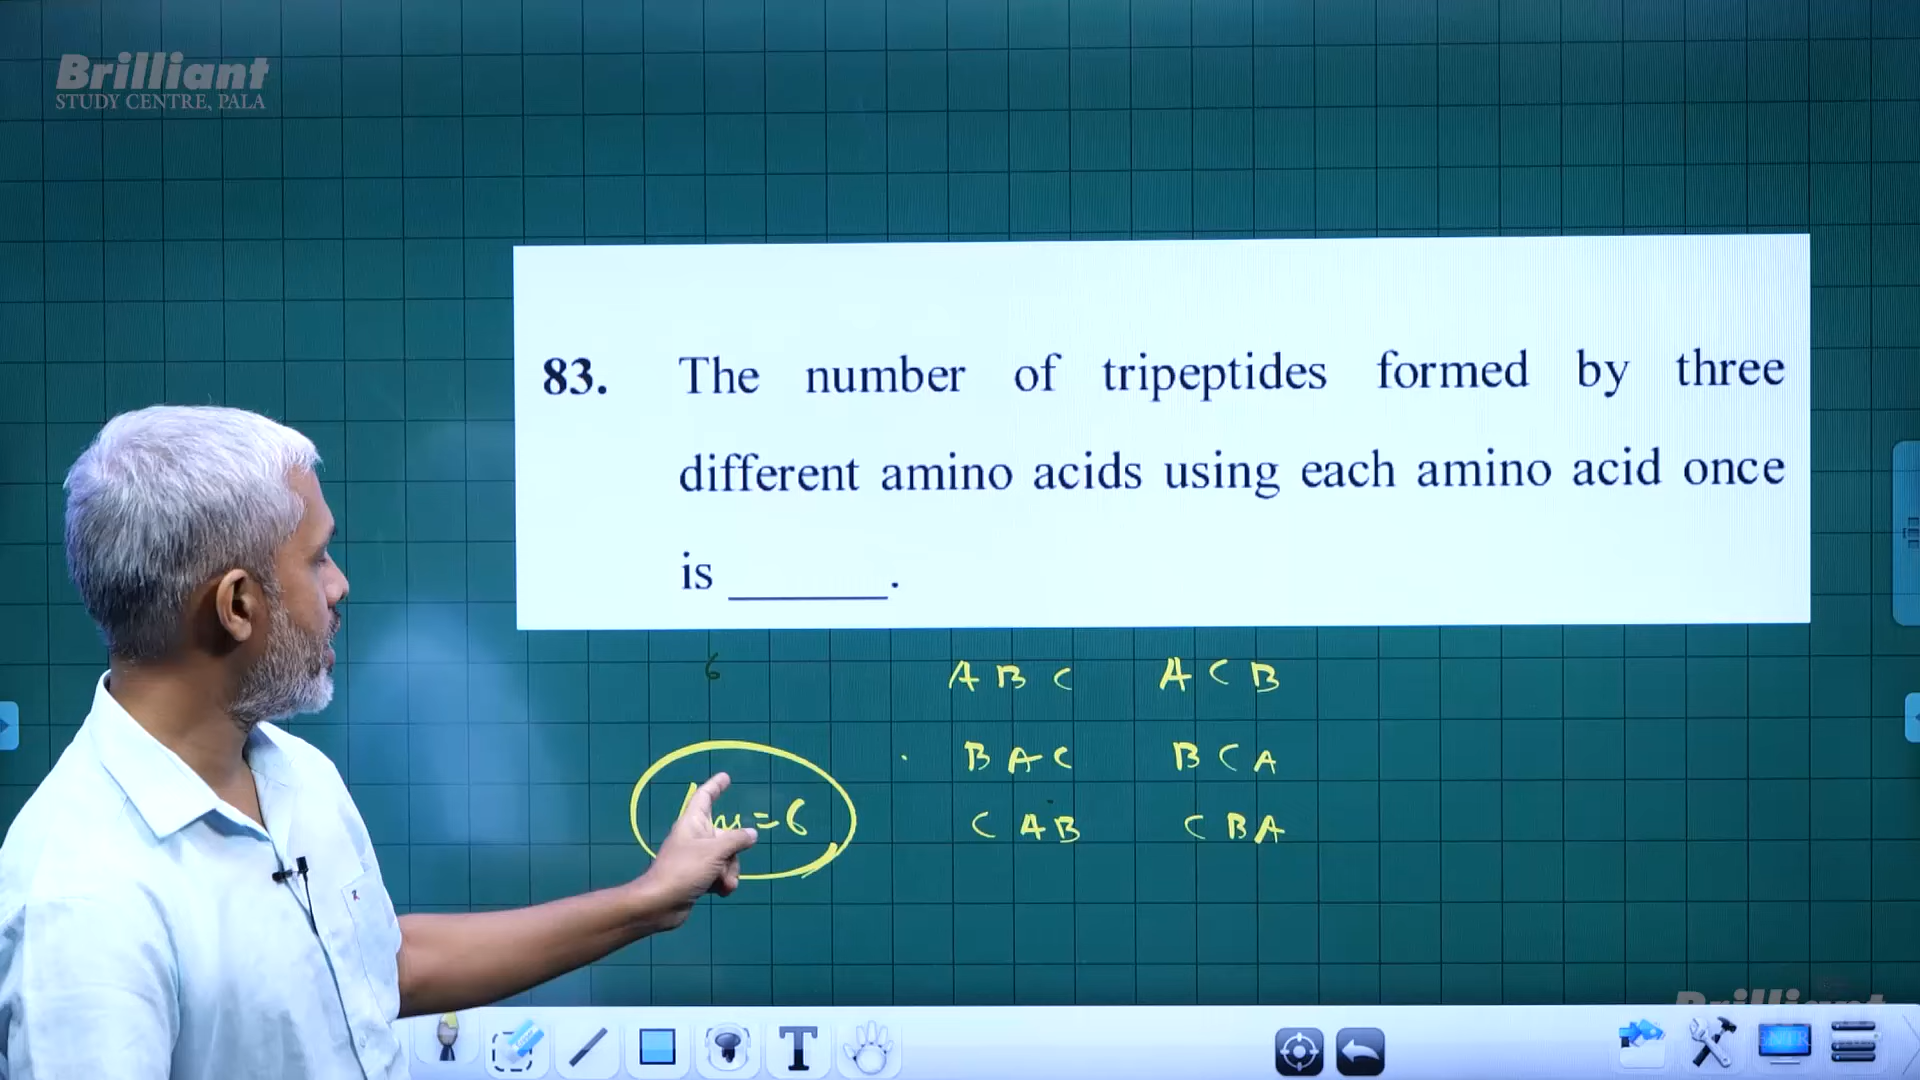 Brilliant
STUDY CENTRE, PALA
83. The number of tripeptides formed by three
different amino acids using each amino acid once
is ______.
6
A B C A C B
B A C B C A
=6
C A B C B A
Brilliant
T